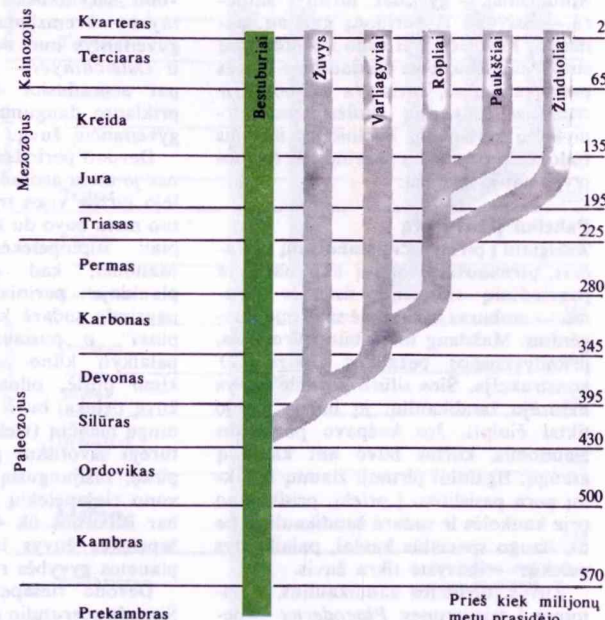 Kainozojus
Mezozojus
Paleozojus
Kvarteras
Terciaras
Kreida
Jura
Triasas
Permas
Karbonas
Devonas
Silūras
Ordovikas
Kambras
Prekambras
Bestuburiai
Žuvys
Varliagyviai
Ropliai
Paukščiai
Žinduoliai
2
65
135
195
225
280
345
395
430
500
570
Prieš kiek milijonų
metų prasidėjo